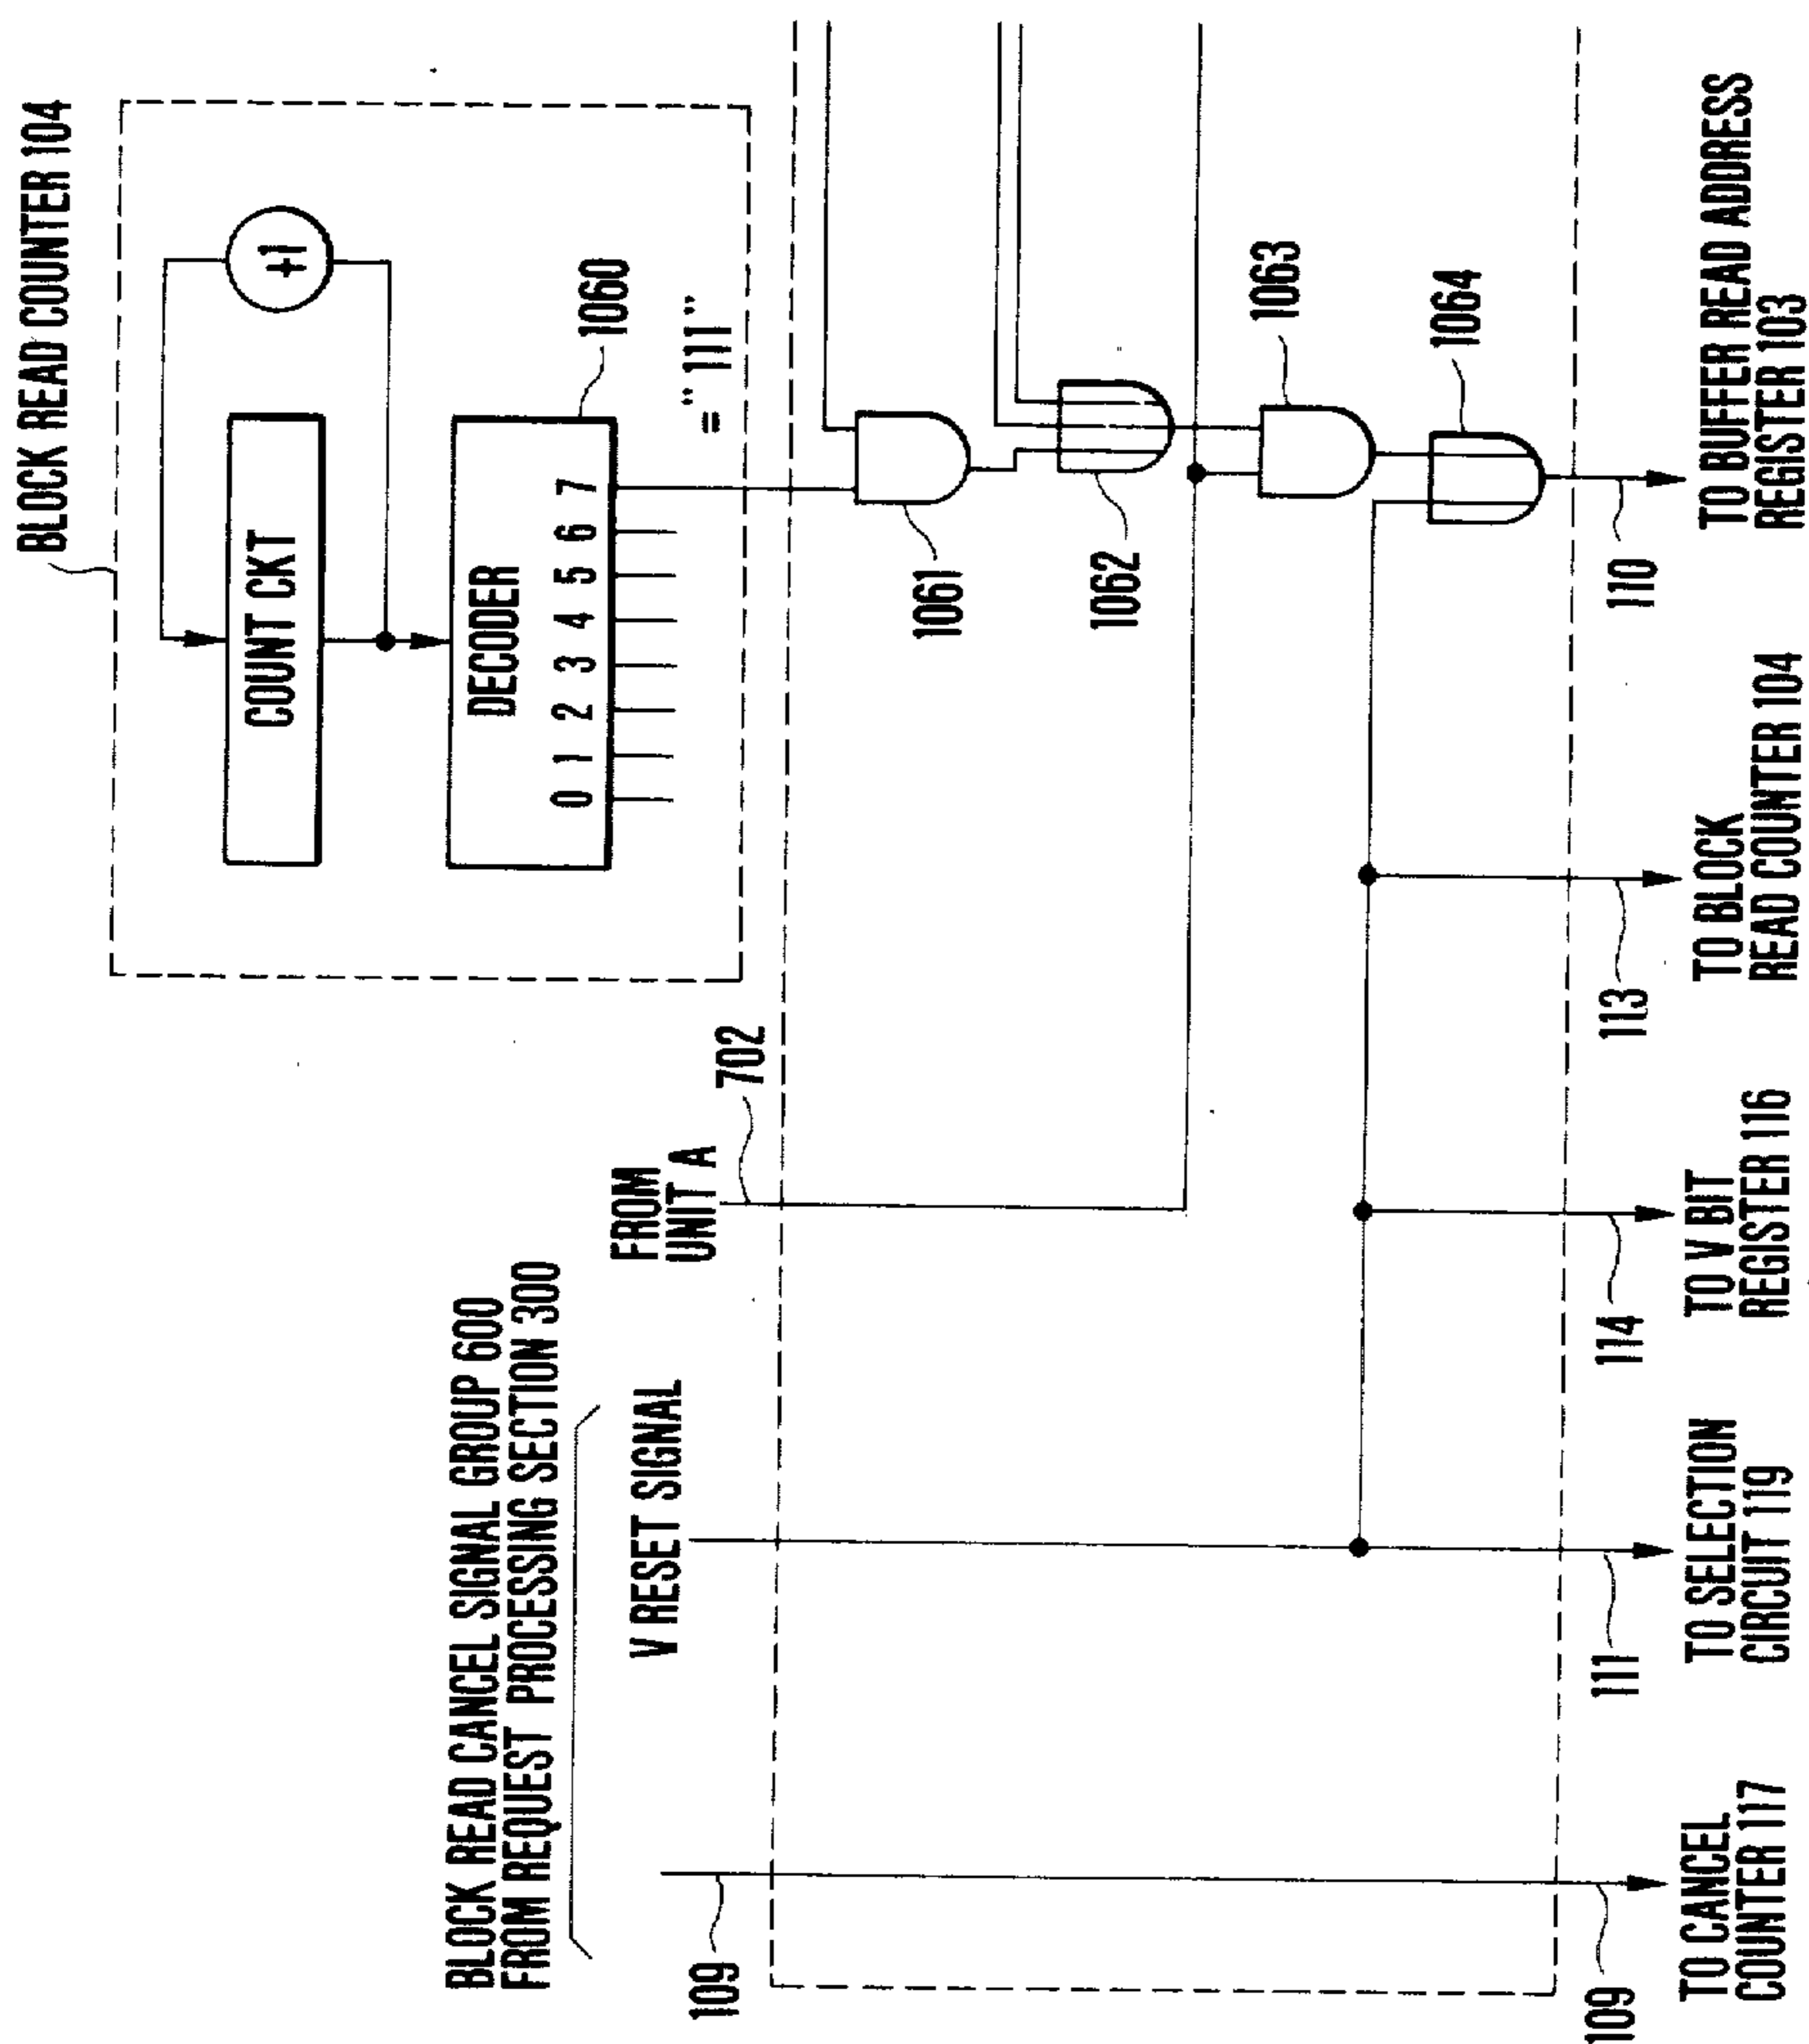 BLOCK READ COUNTER 104
COUNT CKT
+1
DECODER
0 1 2 3 4 5 6 7
1060
="111"
BLOCK READ CANCEL SIGNAL GROUP 600
FROM REQUEST PROCESSING SECTION 300
V RESET SIGNAL
FROM
UNIT A
702
109
1061
1062
1063
1064
109
111
114
113
110
TO CANCEL
COUNTER 117
TO SELECTION
CIRCUIT 119
TO V BIT
REGISTER 116
TO BLOCK
READ COUNTER 104
TO BUFFER READ ADDRESS
REGISTER 103